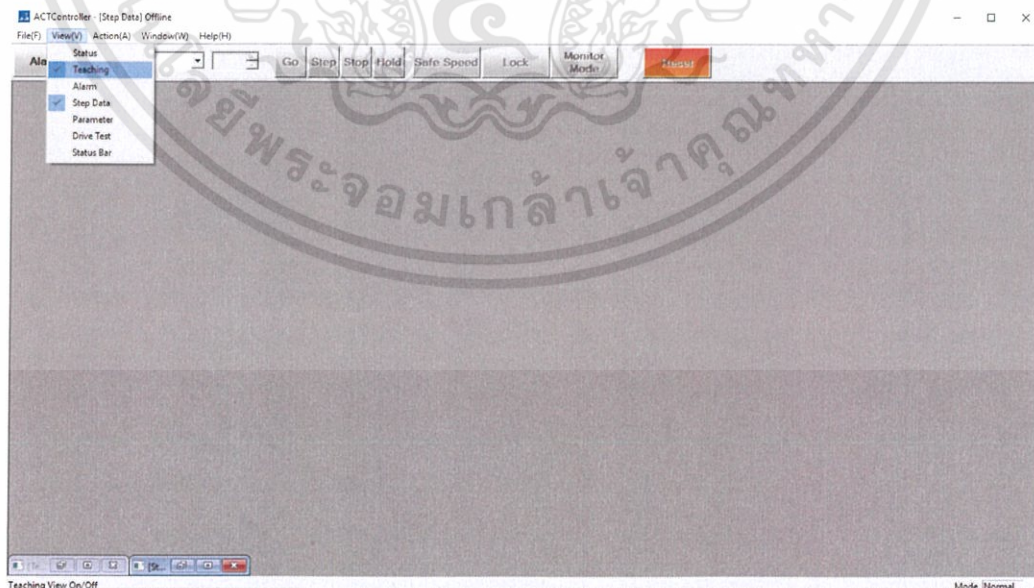 ACTController - [Step Data] Offline
File(F) View(V) Action(A) Window(W) Help(H)
Ala
Go Step Stop Hold Safe Speed Lock Monitor Mode Reset
Status
Teaching
Alarm
Step Data
Parameter
Drive Test
Status Bar
พระจอมเกล้าเจ้าคุณทหาร
[St...
Teaching View On/Off
Mode Normal